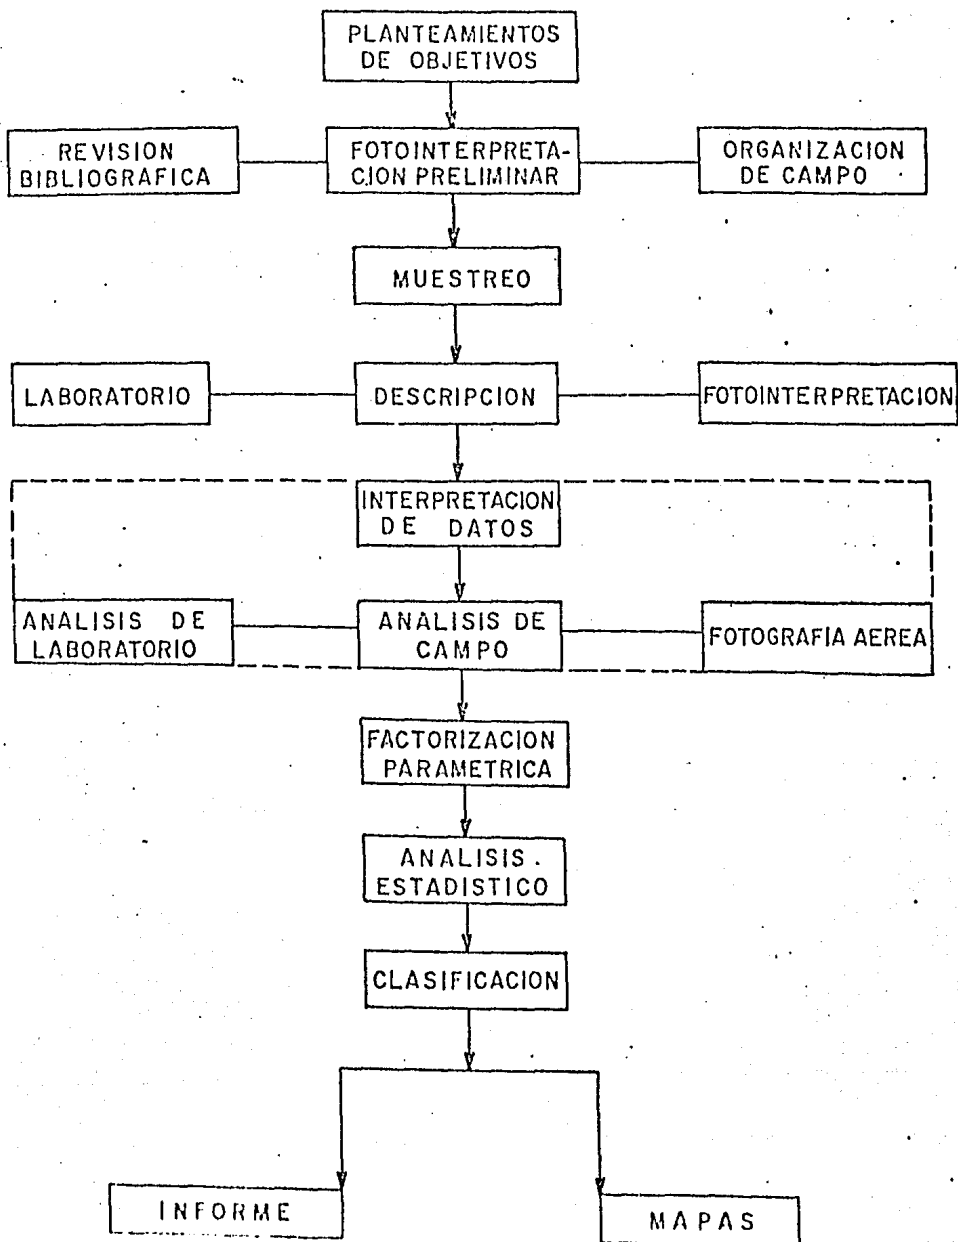 PLANTEAMIENTOS
DE OBJETIVOS
REVISION
BIBLIOGRAFICA
FOTOINTERPRETA-
CION PRELIMINAR
ORGANIZACION
DE CAMPO
MUESTREO
LABORATORIO
DESCRIPCION
FOTOINTERPRETACION
INTERPRETACION
DE DATOS
ANALISIS DE
LABORATORIO
ANALISIS DE
CAMPO
FOTOGRAFIA AEREA
FACTORIZACION
PARAMETRICA
ANALISIS.
ESTADISTICO
CLASIFICACION
INFORME
MAPAS